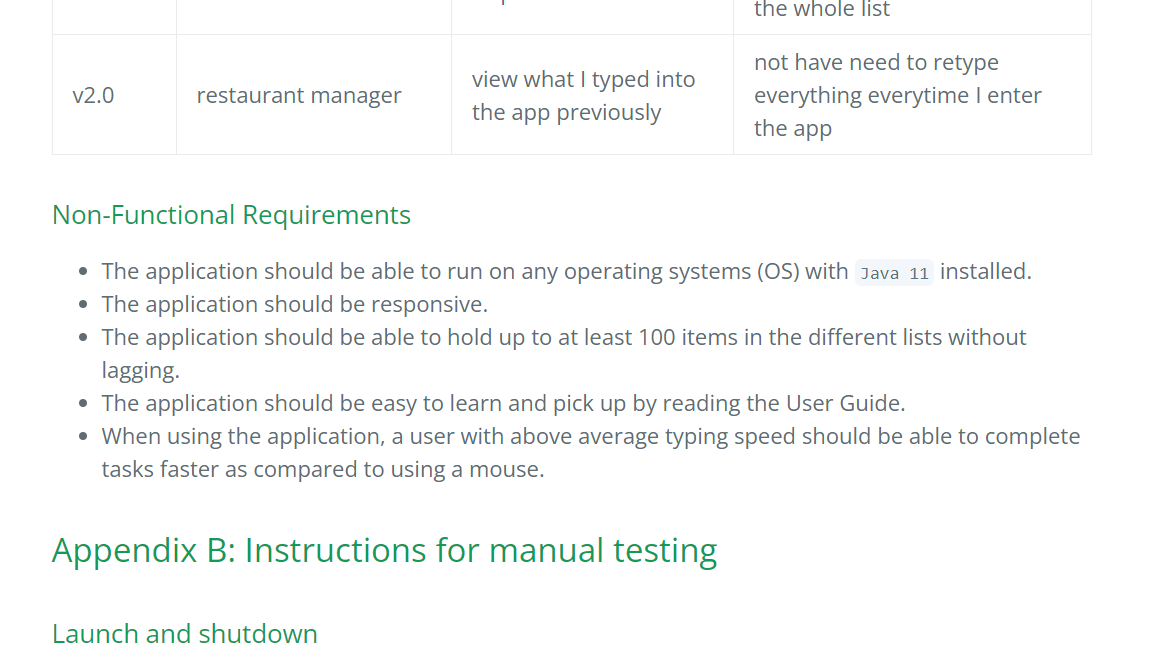 the whole list
v2.0
restaurant manager
view what I typed into
the app previously
not have need to retype
everything everytime I enter
the app
Non-Functional Requirements
The application should be able to run on any operating systems (OS) with Java 11 installed.
The application should be responsive.
The application should be able to hold up to at least 100 items in the different lists without
lagging.
The application should be easy to learn and pick up by reading the User Guide.
When using the application, a user with above average typing speed should be able to complete
tasks faster as compared to using a mouse.
Appendix B: Instructions for manual testing
Launch and shutdown